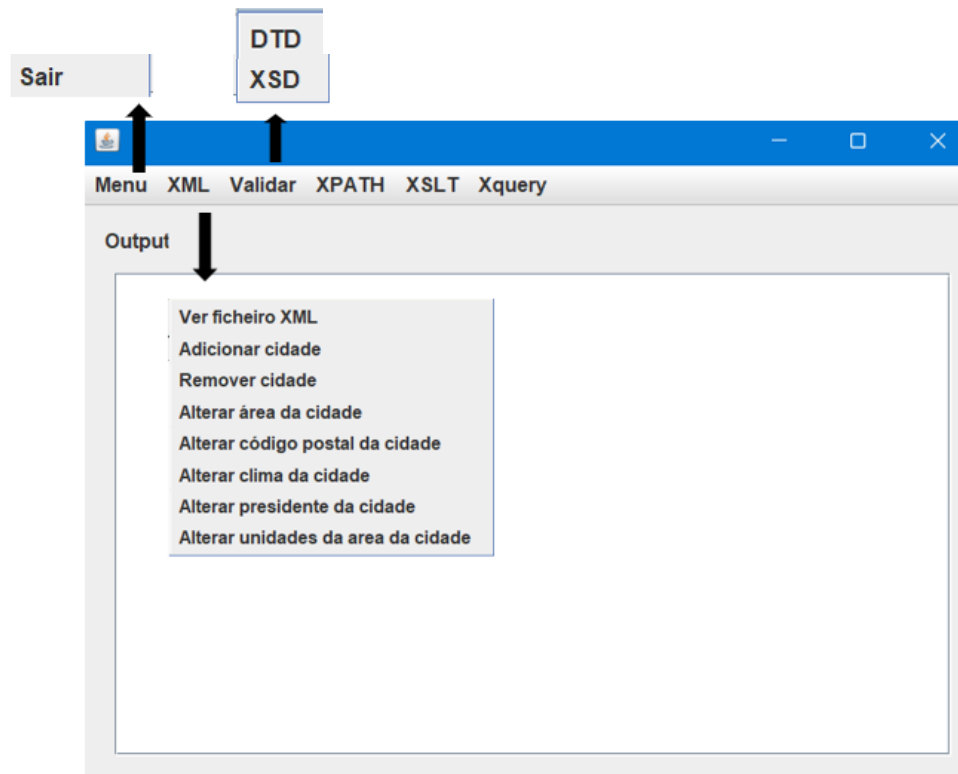 DTD
XSD
Sair
Menu XML Validar XPATH XSLT Xquery
Output
Ver ficheiro XML
Adicionar cidade
Remover cidade
Alterar área da cidade
Alterar código postal da cidade
Alterar clima da cidade
Alterar presidente da cidade
Alterar unidades da area da cidade